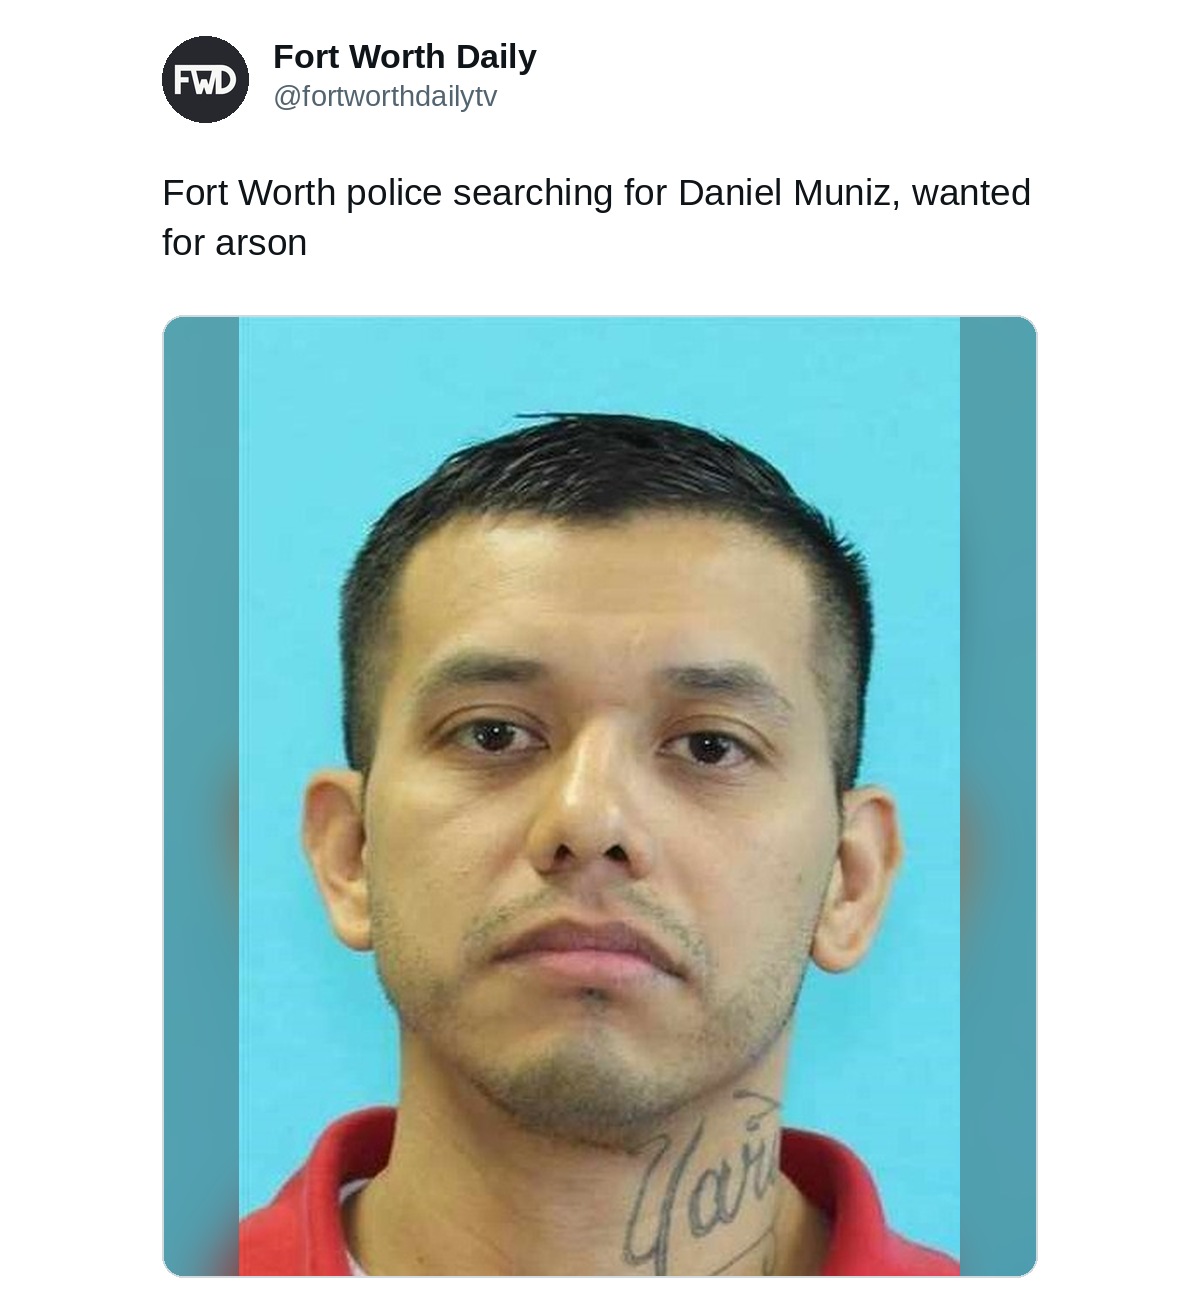 FWD
Fort Worth Daily
@fortworthdailytv
Fort Worth police searching for Daniel Muniz, wanted
for arson